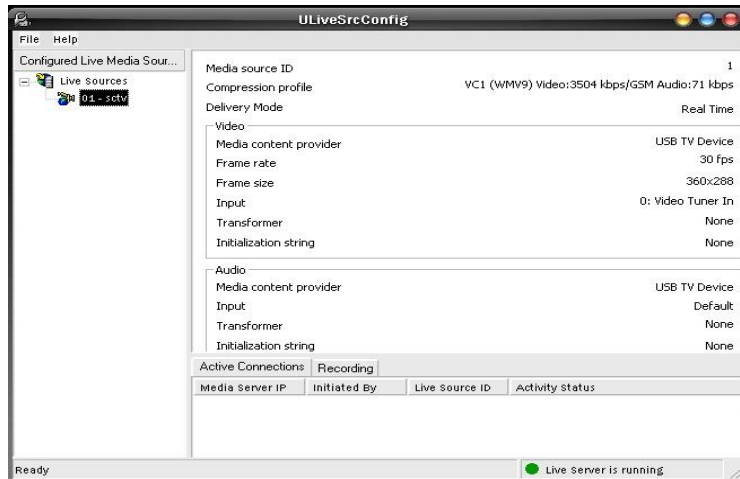 ULiveSrcConfig
File Help
Configured Live Media Sour...
Live Sources
01 - sctv
Media source ID 1
Compression profile VC1 (WMV9) Video:3504 kbps/GSM Audio:71 kbps
Delivery Mode Real Time
Video
Media content provider USB TV Device
Frame rate 30 fps
Frame size 360x288
Input 0: Video Tuner In
Transformer None
Initialization string None
Audio
Media content provider USB TV Device
Input Default
Transformer None
Initialization string None
Active Connections Recording
Media Server IP Initiated By Live Source ID Activity Status
Ready Live Server is running